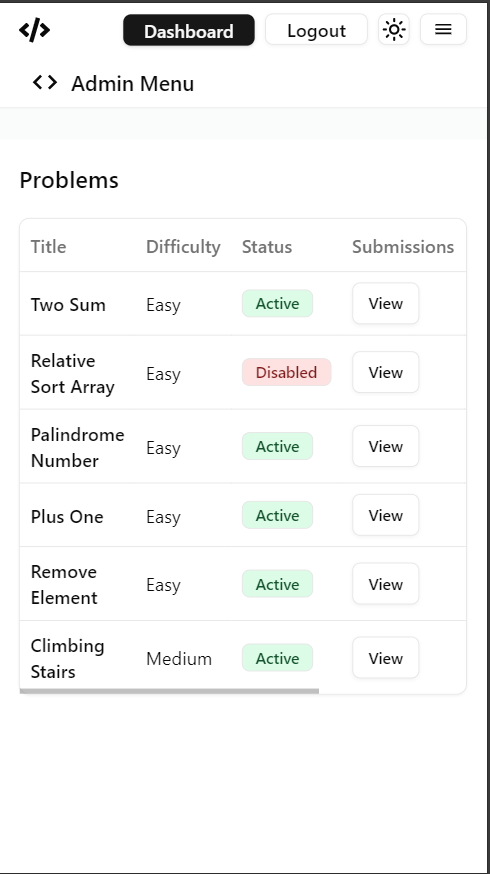 </> Dashboard Logout
<> Admin Menu
Problems
Title Difficulty Status Submissions
Two Sum Easy Active View
Relative
Sort Array Easy Disabled View
Palindrome
Number Easy Active View
Plus One Easy Active View
Remove
Element Easy Active View
Climbing
Stairs Medium Active View